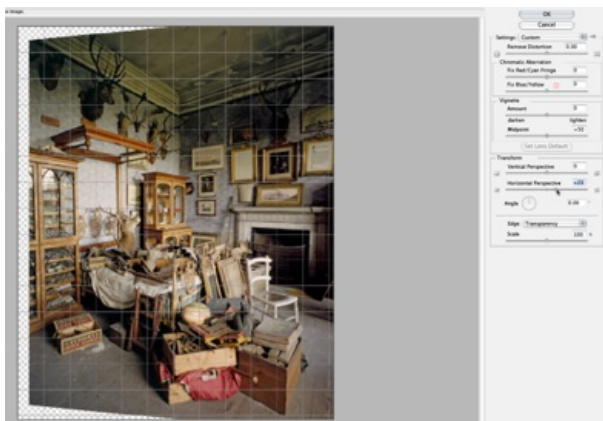 OK
Cancel
Settings: Custom
Remove Distortion 0.00
Chromatic Aberration
Fix Red/Cyan Fringe 0
Fix Blue/Yellow 0
Vignette
Amount 0
darken lighten
Midpoint +50
Set Lens Default
Transform
Vertical Perspective 0
Horizontal Perspective
Angle 0.00 °
Edge: Transparency
Scale 100 %